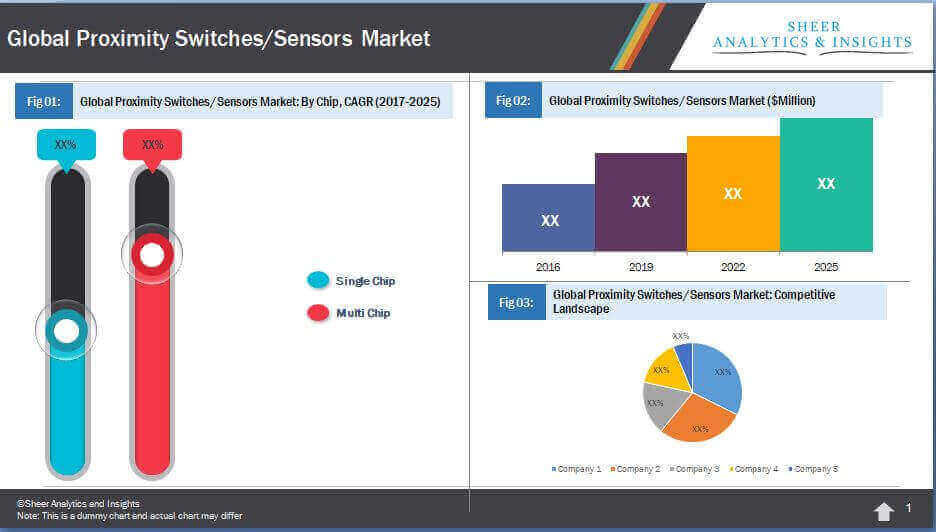 Global Proximity Switches/Sensors Market
SHEER
ANALYTICS & INSIGHTS
Fig 01:
Global Proximity Switches/Sensors Market: By Chip, CAGR (2017-2025)
XX%
XX%
Single Chip
Multi Chip
Fig 02:
Global Proximity Switches/Sensors Market ($Million)
XX
XX
XX
XX
2016
2019
2022
2025
Fig 03:
Global Proximity Switches/Sensors Market: Competitive
Landscape
XX%
XX%
XX%
XX%
XX%
Company 1
Company 2
Company 3
Company 4
Company 5
©Sheer Analytics and Insights
Note: This is a dummy chart and actual chart may differ
1